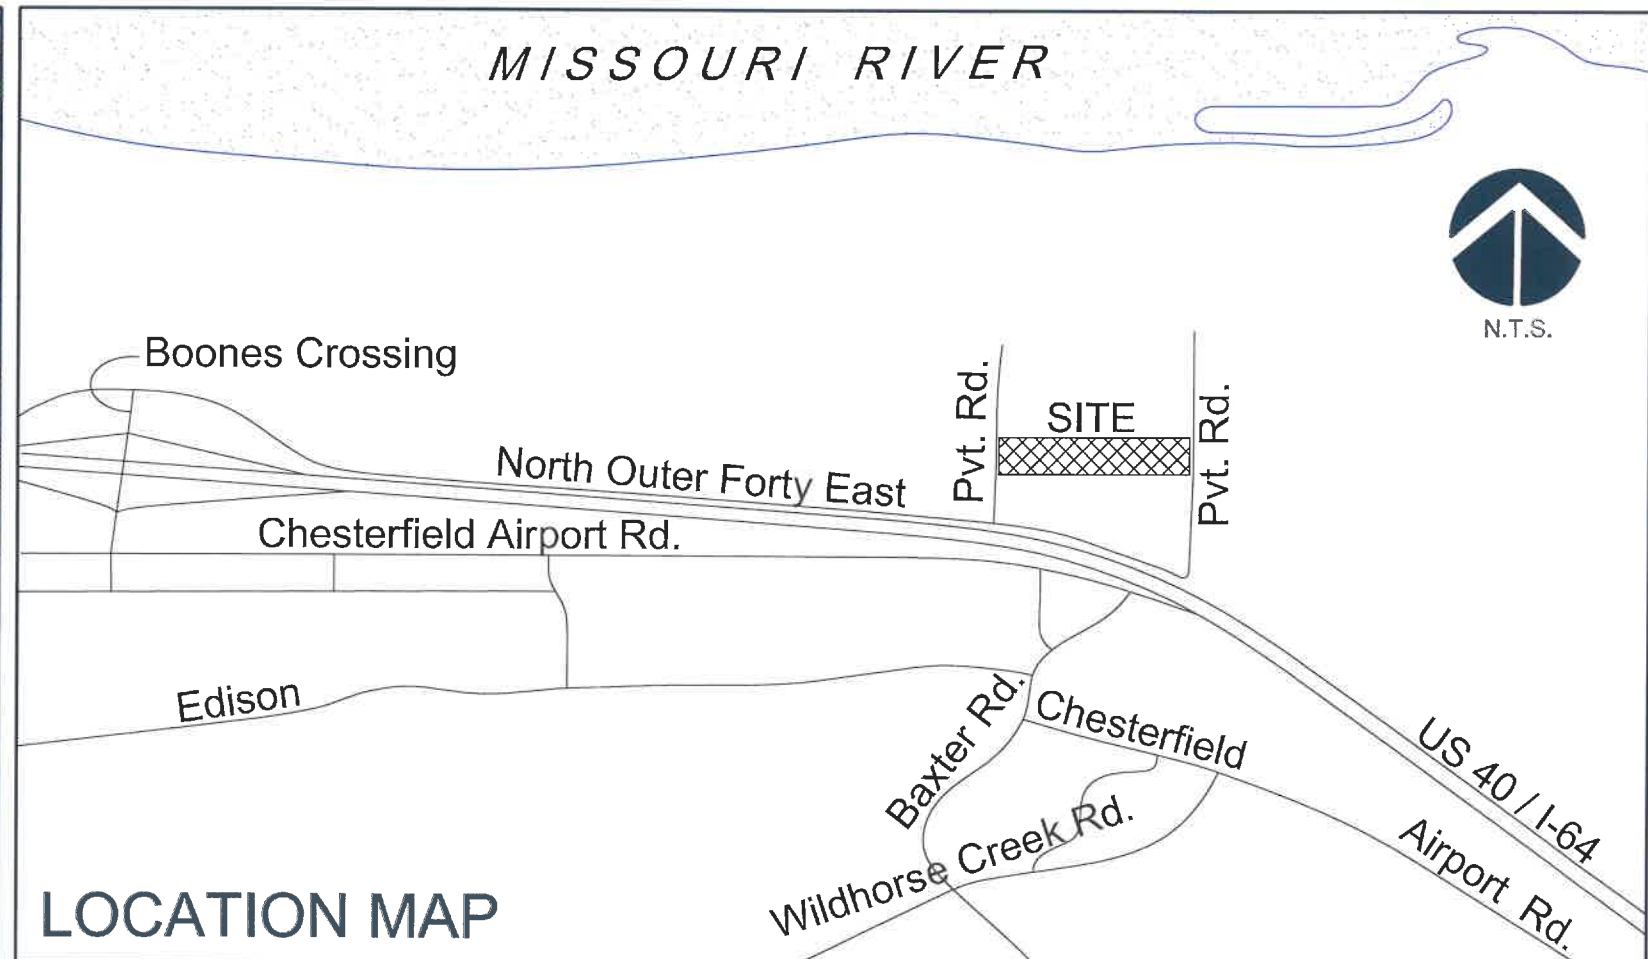 MISSOURI RIVER
N.T.S.
Boones Crossing
Pvt. Rd.
SITE
Pvt. Rd.
North Outer Forty East
Chesterfield Airport Rd.
Edison
Baxter Rd.
Chesterfield
Airport Rd.
US 40 / I-64
Wildhorse Creek Rd.
LOCATION MAP